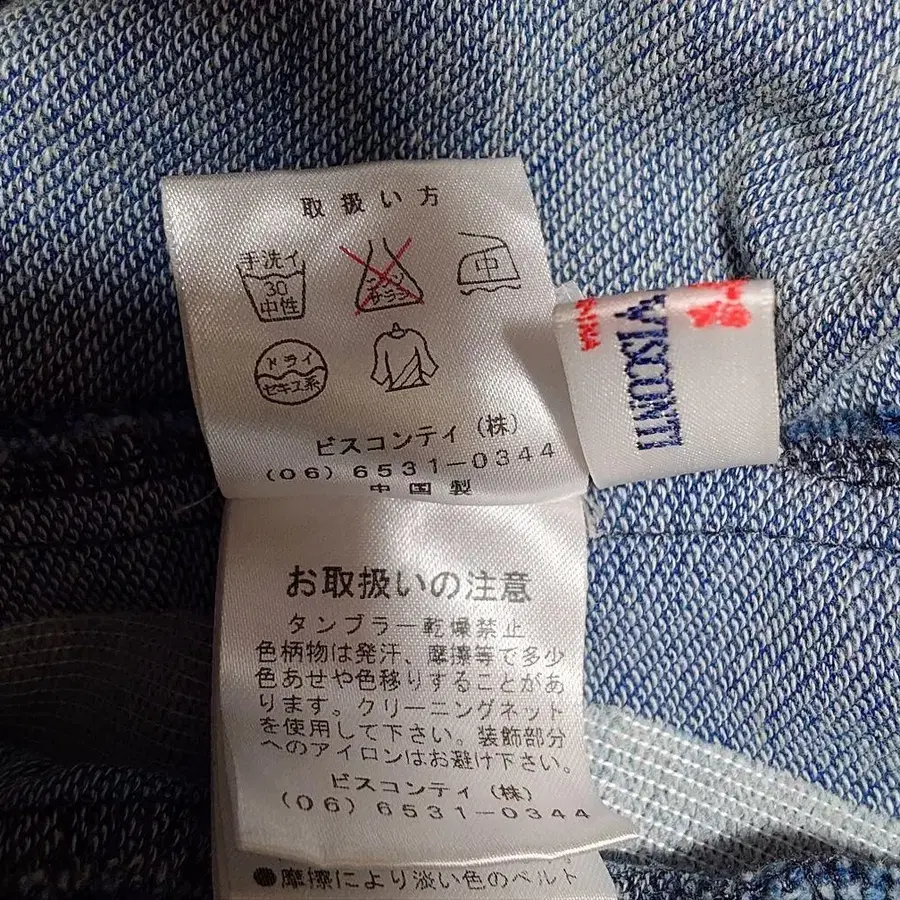 取扱い方
手洗イ
30
中性
エンソ
サラシ
中
ドライ
セキユ系
ビスコンティ(株)
(06)6531-0344
中国製
VISCONTI
お取扱いの注意
タンブラー乾燥禁止
色柄物は発汗、摩擦等で多少
色あせや色移りすることがあ
ります。クリーニングネット
を使用して下さい。装飾部分
へのアイロンはお避け下さい。
ビスコンティ(株)
(06)6531-0344
●摩擦により淡い色のベルト